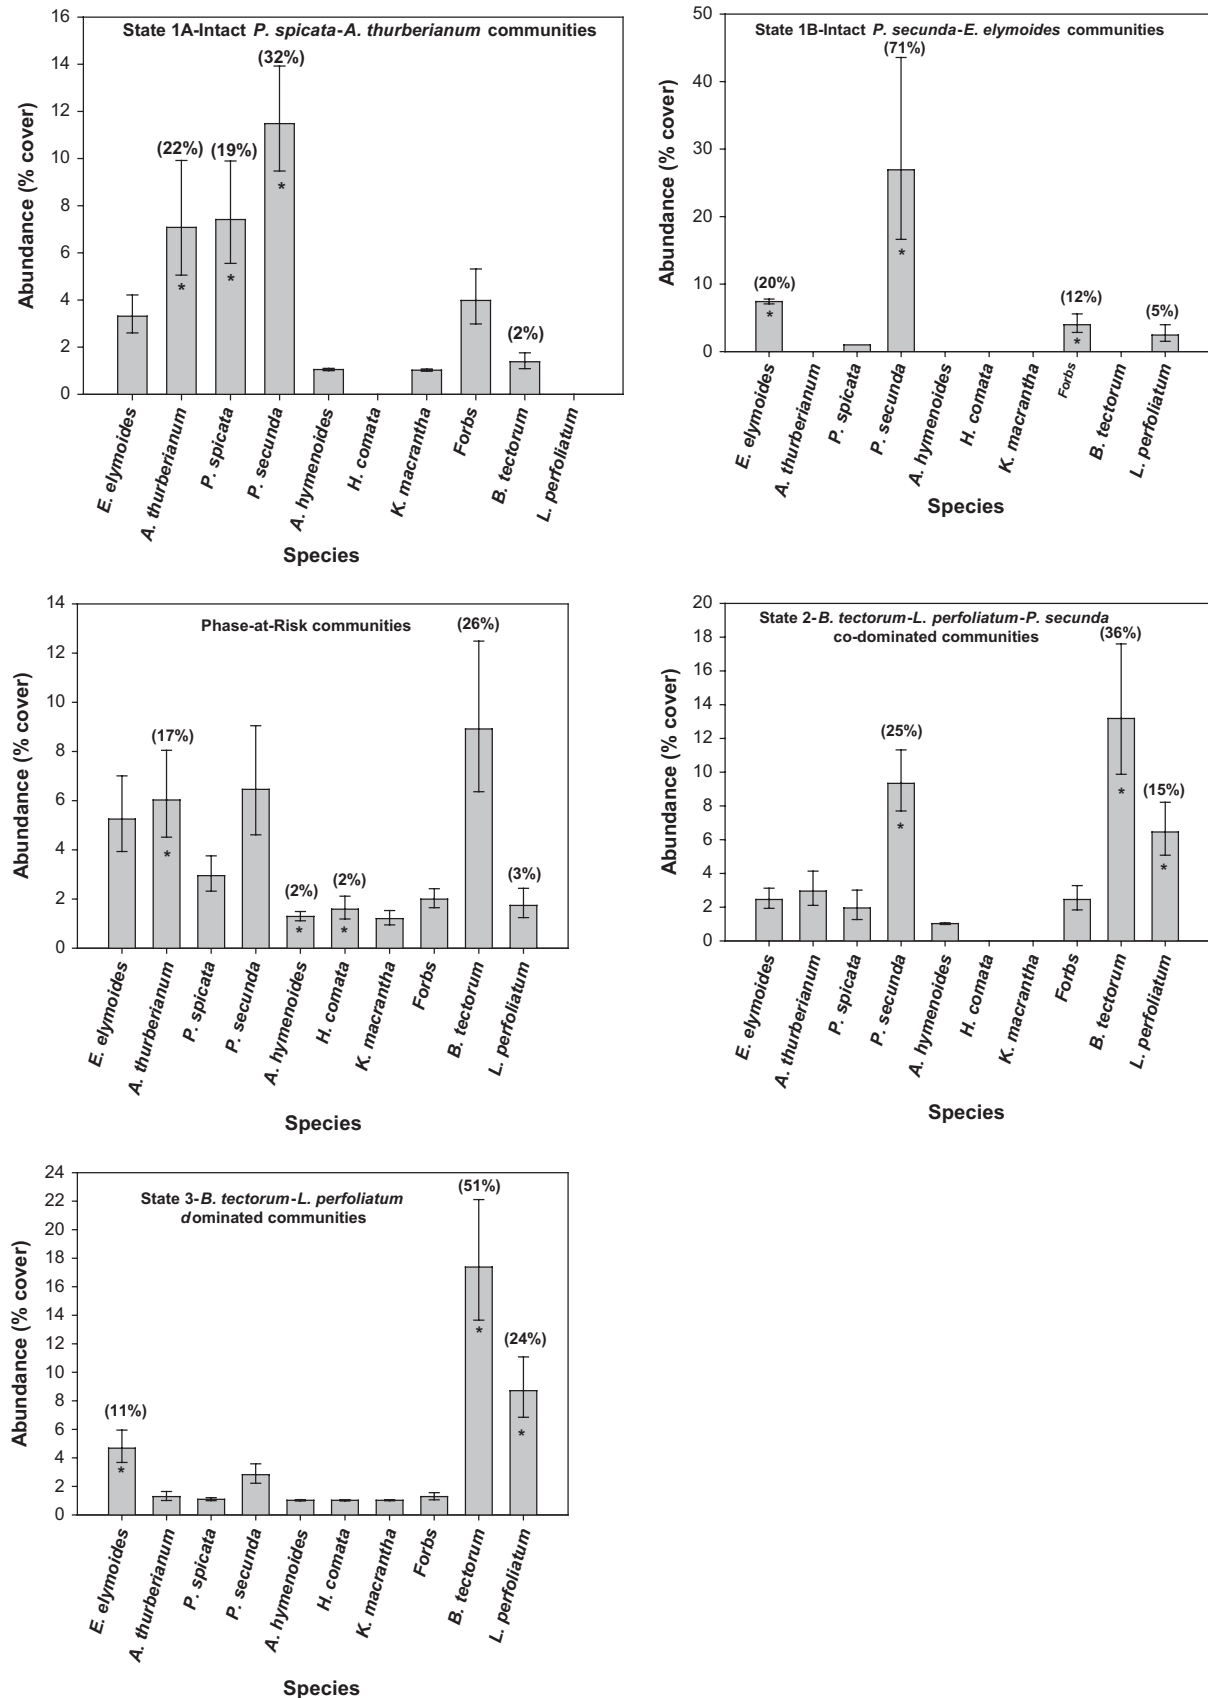 State 1A-Intact P. spicata-A. thurberianum communities
Abundance (% cover)
16
14
12
10
8
6
4
2
0
(22%)
(19%)
(32%)
(2%)
*
*
*
E. elymoides
A. thurberianum
P. spicata
P. secunda
A. hymenoides
H. comata
K. macrantha
Forbs
B. tectorum
L. perfoliatum
Species
State 1B-Intact P. secunda-E. elymoides communities
Abundance (% cover)
50
40
30
20
10
0
(20%)
(71%)
(12%)
(5%)
*
*
*
E. elymoides
A. thurberianum
P. spicata
P. secunda
A. hymenoides
H. comata
K. macrantha
Forbs
B. tectorum
L. perfoliatum
Species
Phase-at-Risk communities
Abundance (% cover)
14
12
10
8
6
4
2
0
(17%)
(2%)
(2%)
(26%)
(3%)
*
*
*
E. elymoides
A. thurberianum
P. spicata
P. secunda
A. hymenoides
H. comata
K. macrantha
Forbs
B. tectorum
L. perfoliatum
Species
State 2-B. tectorum-L. perfoliatum-P. secunda
co-dominated communities
Abundance (% cover)
20
18
16
14
12
10
8
6
4
2
0
(25%)
(36%)
(15%)
*
*
*
E. elymoides
A. thurberianum
P. spicata
P. secunda
A. hymenoides
H. comata
K. macrantha
Forbs
B. tectorum
L. perfoliatum
Species
State 3-B. tectorum-L. perfoliatum
dominated communities
Abundance (% cover)
24
22
20
18
16
14
12
10
8
6
4
2
0
(11%)
(51%)
(24%)
*
*
*
E. elymoides
A. thurberianum
P. spicata
P. secunda
A. hymenoides
H. comata
K. macrantha
Forbs
B. tectorum
L. perfoliatum
Species